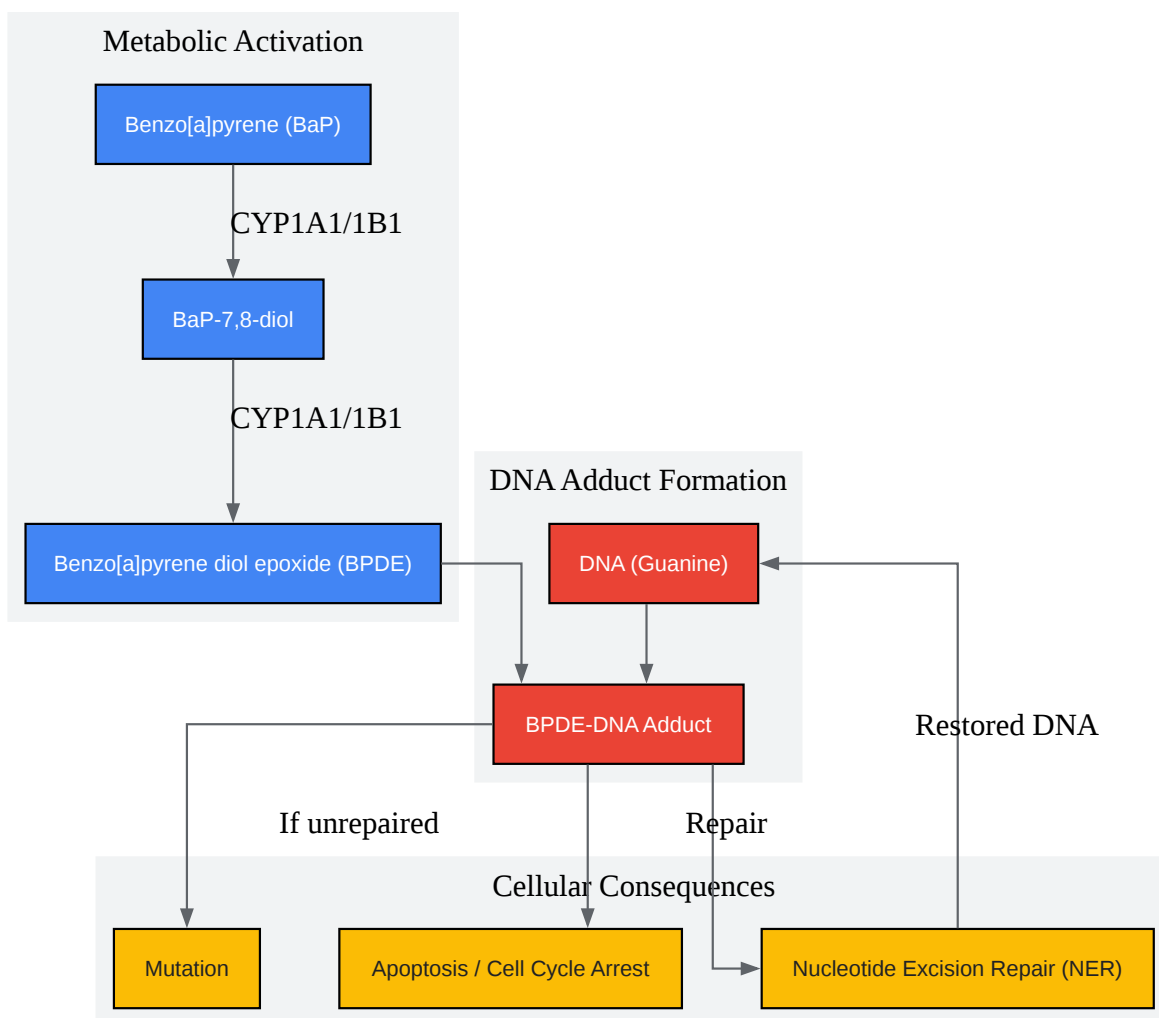 Metabolic Activation
Benzo[a]pyrene (BaP)
CYP1A1/1B1
BaP-7,8-diol
CYP1A1/1B1
Benzo[a]pyrene diol epoxide (BPDE)
DNA Adduct Formation
DNA (Guanine)
BPDE-DNA Adduct
Restored DNA
If unrepaired
Repair
Cellular Consequences
Mutation
Apoptosis / Cell Cycle Arrest
Nucleotide Excision Repair (NER)